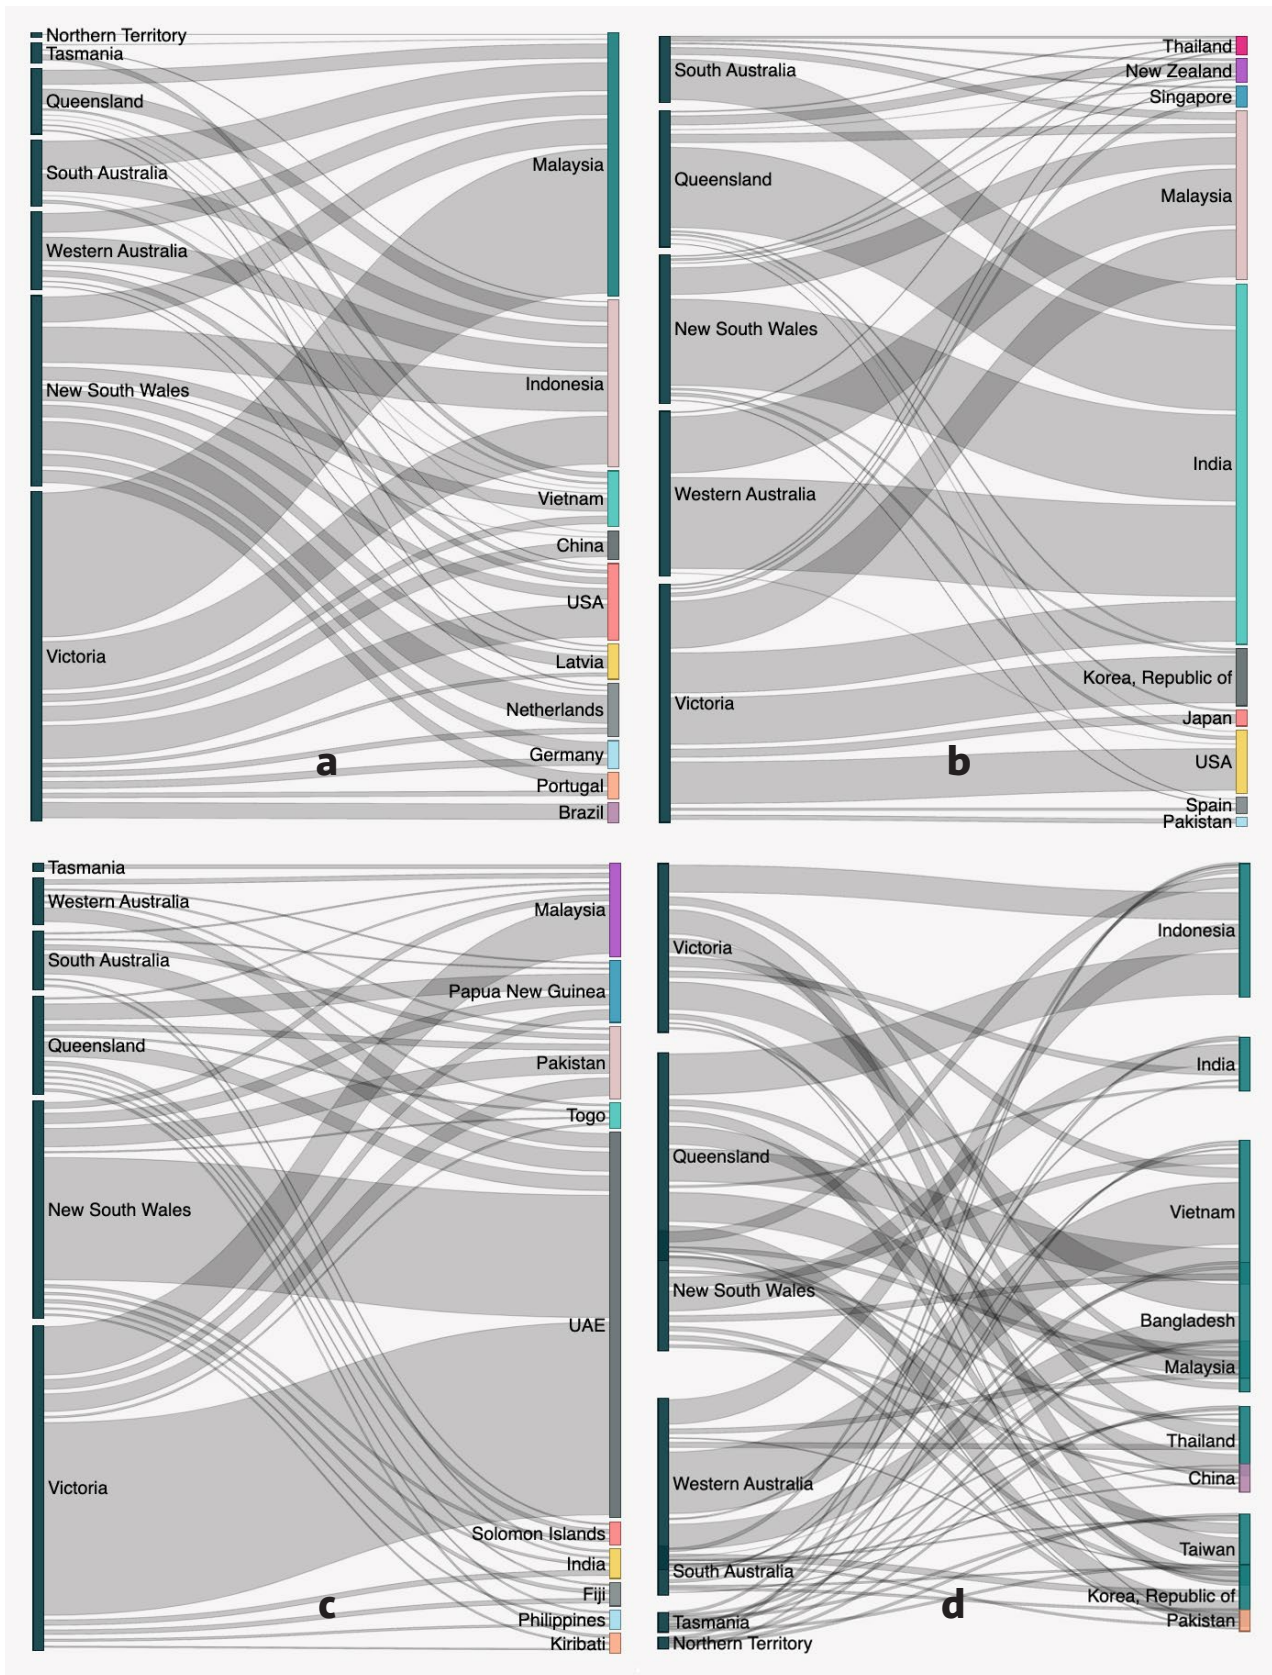 Northern Territory
Tasmania
Queensland
South Australia
Western Australia
New South Wales
Victoria
Malaysia
Indonesia
Vietnam
China
USA
Latvia
Netherlands
Germany
Portugal
Brazil
a
South Australia
Queensland
New South Wales
Western Australia
Victoria
Thailand
New Zealand
Singapore
Malaysia
India
Korea, Republic of
Japan
USA
Spain
Pakistan
b
Tasmania
Western Australia
South Australia
Queensland
New South Wales
Victoria
Malaysia
Papua New Guinea
Pakistan
Togo
UAE
Solomon Islands
India
Fiji
Philippines
Kiribati
c
Victoria
Queensland
New South Wales
Western Australia
South Australia
Tasmania
Northern Territory
Indonesia
India
Vietnam
Bangladesh
Malaysia
Thailand
China
Taiwan
Korea, Republic of
Pakistan
d